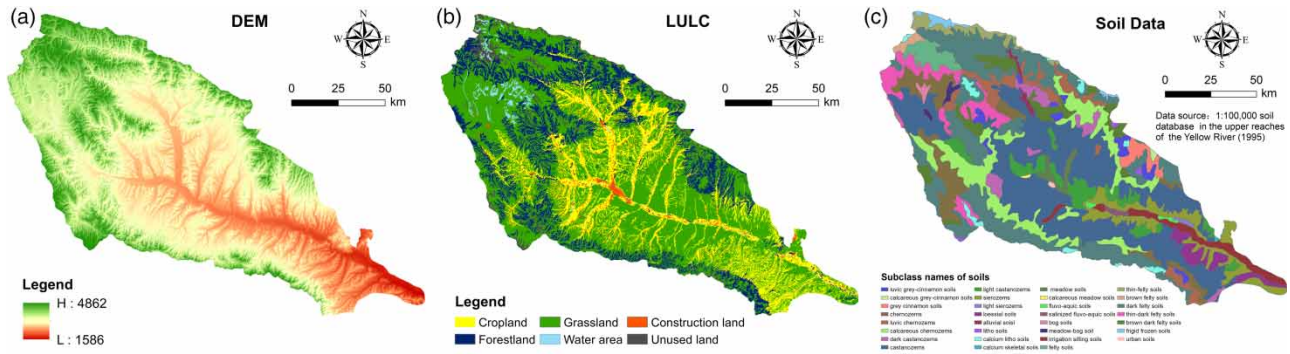 (a)
DEM
N
W E
S
0 25 50
km
Legend
H : 4862
L : 1586
(b)
LULC
N
W E
S
0 25 50
km
Legend
Cropland Grassland Construction land
Forestland Water area Unused land
(c)
Soil Data
N
W E
S
0 25 50
km
Data source: 1:100,000 soil
database in the upper reaches
of the Yellow River (1995)
Subclass names of soils
luvic grey-cinnamon soils light castanozems meadow soils thin-felty soils
calcareous grey-cinnamon soils sierozems calcareous meadow soils brown felty soils
grey cinnamon soils light sierozems fluvo-aquic soils dark felty soils
chernozems loessial soils salinized fluvo-aquic soils thin-dark felty soils
luvic chernozems alluvial soils bog soils brown dark felty soils
calcareous chernozems litho soils meadow-bog soil frigid frozen soils
dark castanozems calcium litho soils irrigation silting soils urban soils
castanozems calcium skeletal soils felty soils